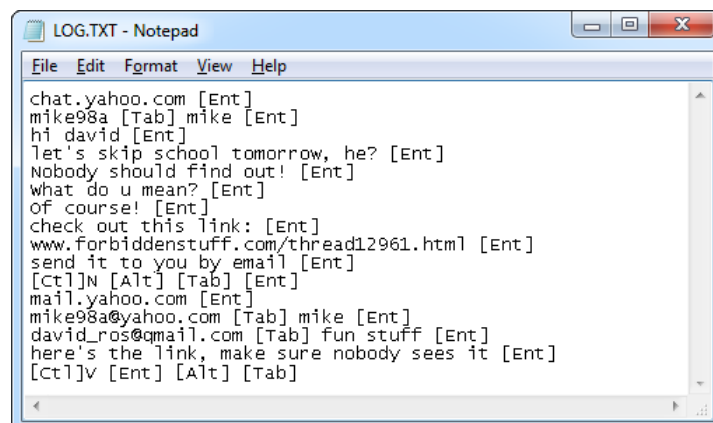 LOG.TXT - Notepad
File Edit Format View Help
chat.yahoo.com [Ent]
mike98a [Tab] mike [Ent]
hi david [Ent]
let's skip school tomorrow, he? [Ent]
Nobody should find out! [Ent]
what do u mean? [Ent]
Of course! [Ent]
check out this link: [Ent]
www.forbiddenstuff.com/thread12961.html [Ent]
send it to you by email [Ent]
[Ctl]N [Alt] [Tab] [Ent]
mail.yahoo.com [Ent]
mike98a@yahoo.com [Tab] mike [Ent]
david_ros@qmail.com [Tab] fun stuff [Ent]
here's the link, make sure nobody sees it [Ent]
[Ctl]V [Ent] [Alt] [Tab]